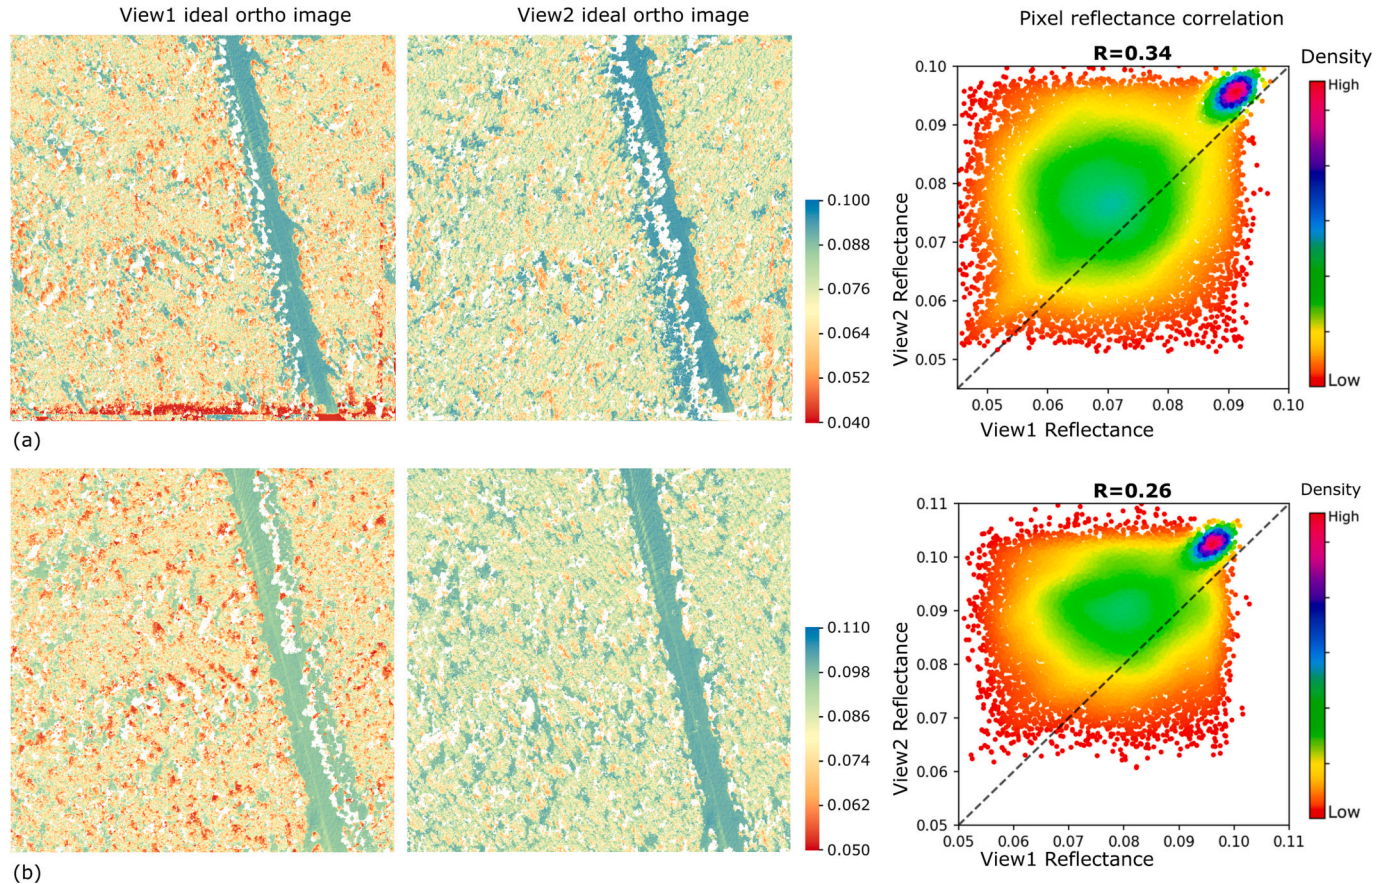 View1 ideal ortho image
View2 ideal ortho image
Pixel reflectance correlation
R=0.34
Density
High
Low
0.10
0.09
0.08
0.07
0.06
0.05
View2 Reflectance
0.05 0.06 0.07 0.08 0.09 0.10
View1 Reflectance
0.100
0.088
0.076
0.064
0.052
0.040
(a)
R=0.26
Density
High
Low
0.11
0.10
0.09
0.08
0.07
0.06
0.05
View2 Reflectance
0.05 0.06 0.07 0.08 0.09 0.10 0.11
View1 Reflectance
0.110
0.098
0.086
0.074
0.062
0.050
(b)